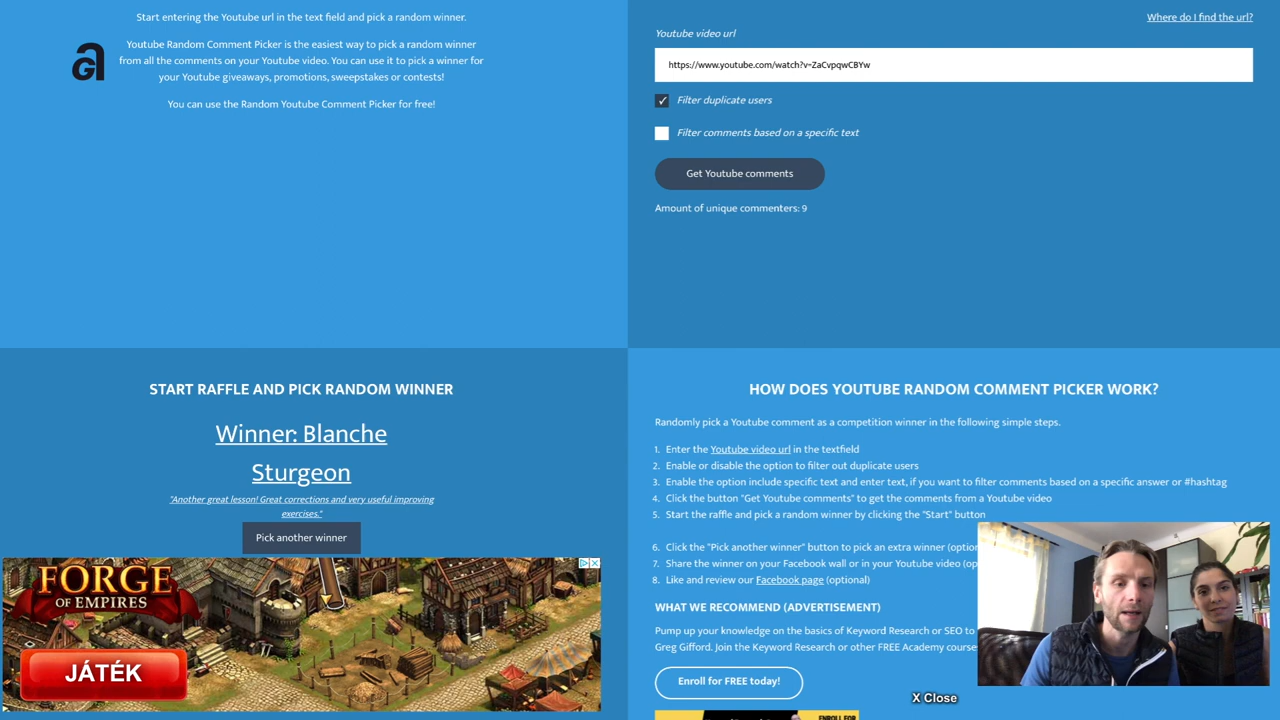 Start entering the Youtube url in the text field and pick a random winner.
Youtube Random Comment Picker is the easiest way to pick a random winner
from all the comments on your Youtube video. You can use it to pick a winner for
your Youtube giveaways, promotions, sweepstakes or contests!
You can use the Random Youtube Comment Picker for free!
Where do I find the url?
Youtube video url
https://www.youtube.com/watch?v=ZaCvpqwCBYw
Filter duplicate users
Filter comments based on a specific text
Get Youtube comments
Amount of unique commenters: 9
START RAFFLE AND PICK RANDOM WINNER
Winner: Blanche
Sturgeon
"Another great lesson! Great corrections and very useful improving
exercises."
Pick another winner
FORGE
OF EMPIRES
JÁTÉK
HOW DOES YOUTUBE RANDOM COMMENT PICKER WORK?
Randomly pick a Youtube comment as a competition winner in the following simple steps.
1. Enter the Youtube video url in the textfield
2. Enable or disable the option to filter out duplicate users
3. Enable the option include specific text and enter text, if you want to filter comments based on a specific answer or #hashtag
4. Click the button "Get Youtube comments" to get the comments from a Youtube video
5. Start the raffle and pick a random winner by clicking the "Start" button
6. Click the "Pick another winner" button to pick an extra winner (option
7. Share the winner on your Facebook wall or in your Youtube video (op
8. Like and review our Facebook page (optional)
WHAT WE RECOMMEND (ADVERTISEMENT)
Pump up your knowledge on the basics of Keyword Research or SEO to
Greg Gifford. Join the Keyword Research or other FREE Academy course
Enroll for FREE today!
X Close
ENROLL FOR